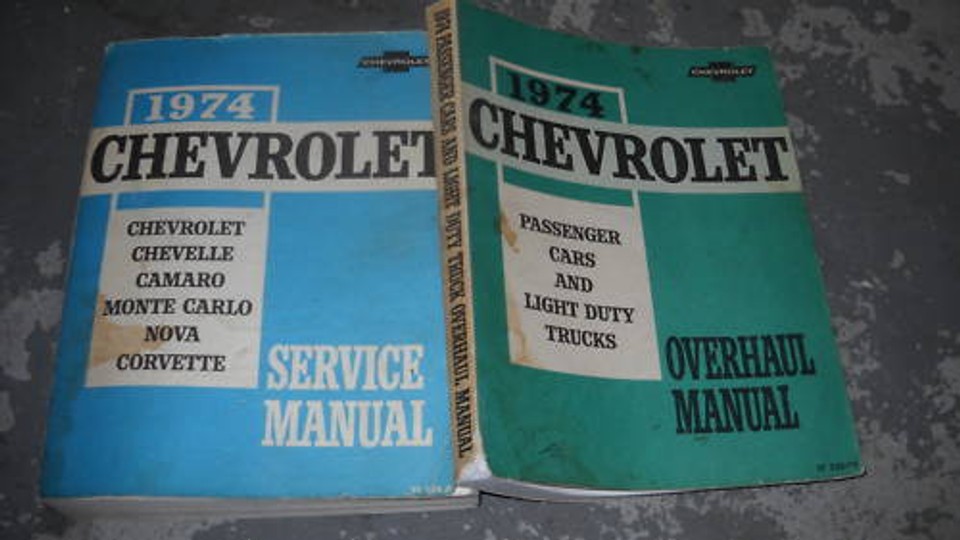 CHEVROLET
1974
CHEVROLET
CHEVROLET
CHEVELLE
CAMARO
MONTE CARLO
NOVA
CORVETTE
SERVICE
MANUAL
1974 PASSENGER CARS AND LIGHT DUTY TRUCK OVERHAUL MANUAL
CHEVROLET
1974
CHEVROLET
PASSENGER
CARS
AND
LIGHT DUTY
TRUCKS
OVERHAUL
MANUAL